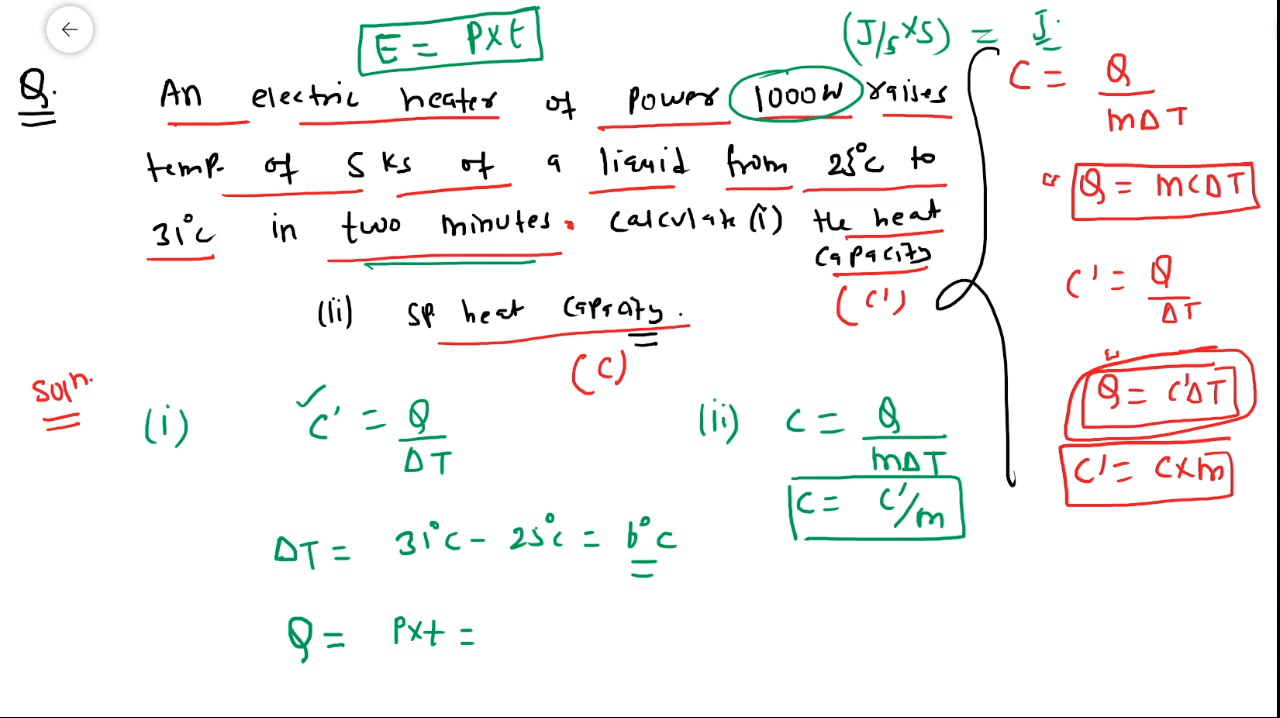 E = P×t
(J/s×s) = J
Q. An electric heater of power 1000W raises
temp. of 5 kg of a liquid from 25°C to
31°C in two minutes. calculate (i) the heat
capacity
(C')
(ii) sp heat capacity.
(C)
C = Q/mΔT
Q = mCΔT
C' = Q/ΔT
Q = C'ΔT
C' = C×m
Soln.
(i) ✓C' = Q/ΔT
ΔT = 31°C - 25°C = 6°C
Q = P×t =
(ii) C = Q/mΔT
C = C'/m